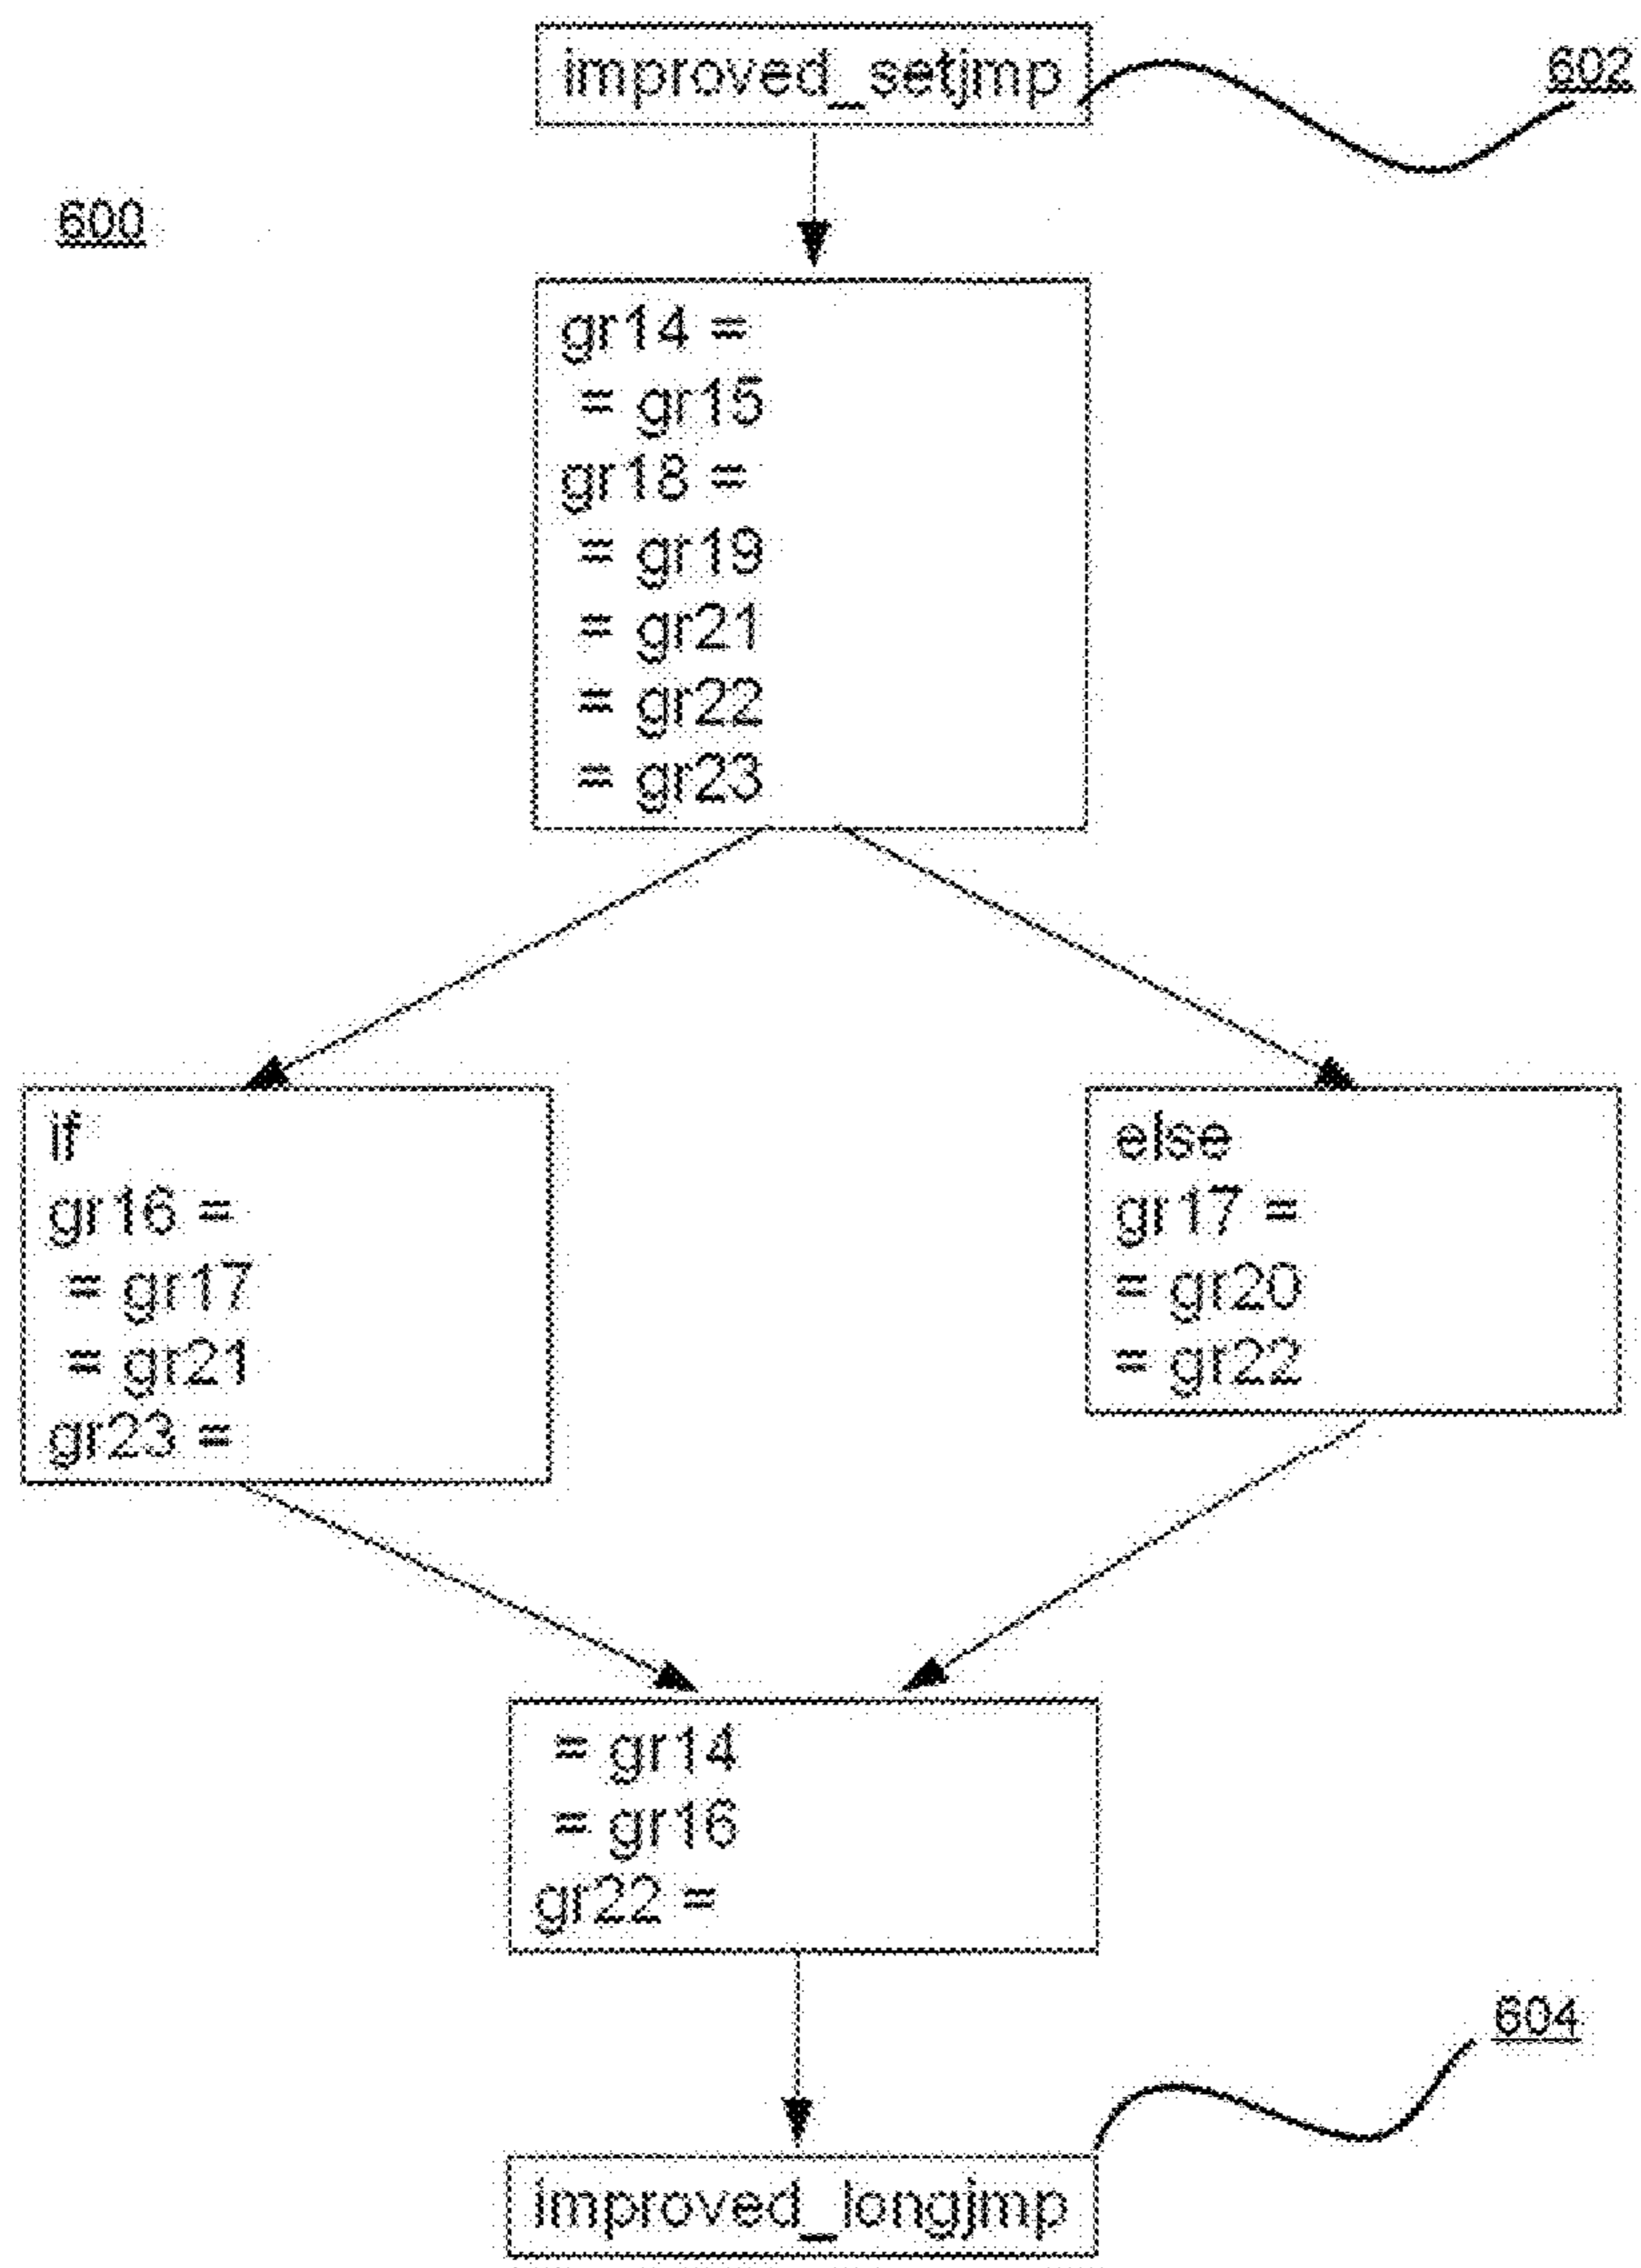 improved_setjmp
602
600
gr14 =
= gr15
gr18 =
= gr19
= gr21
= gr22
= gr23
if
gr16 =
= gr17
= gr21
gr23 =
else
gr17 =
= gr20
= gr22
= gr14
= gr16
gr22 =
604
improved_longjmp